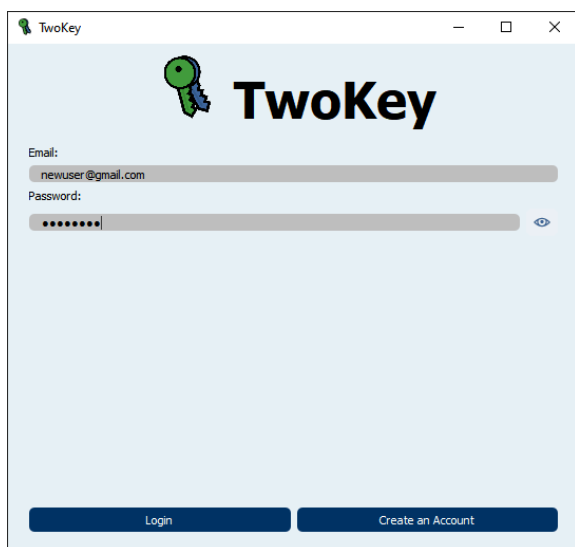 TwoKey
TwoKey
Email:
newuser@gmail.com
Password:
••••••••
Login
Create an Account